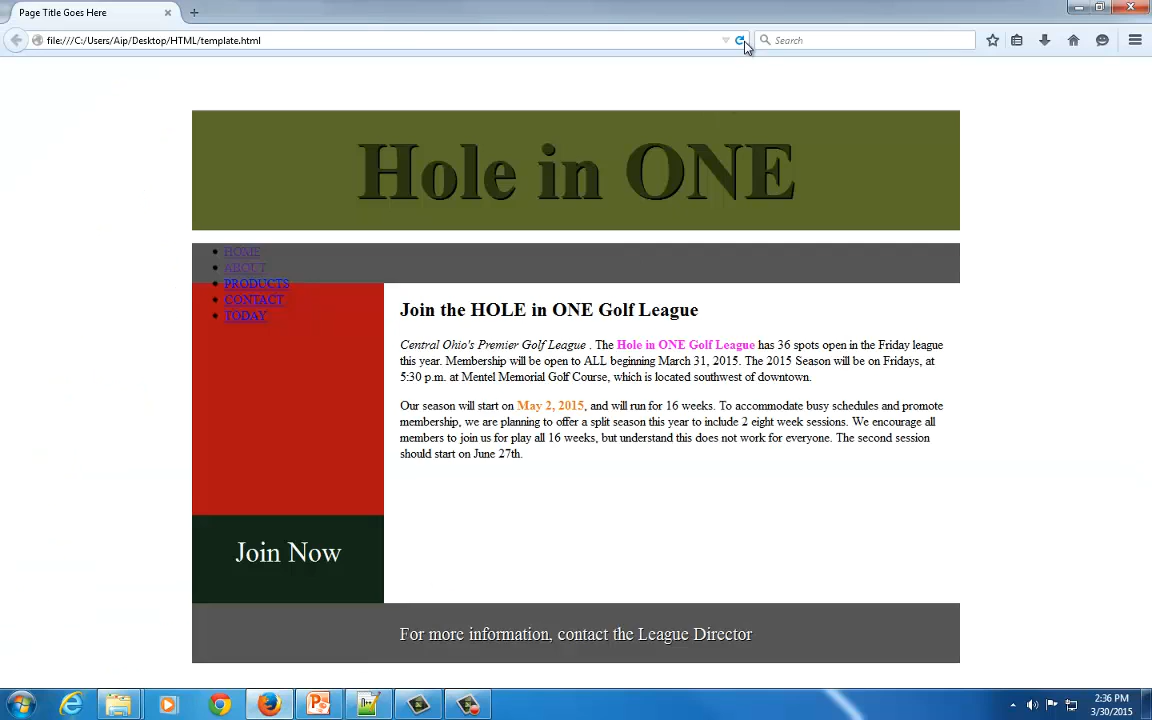 Page Title Goes Here
file:///C:/Users/Aip/Desktop/HTML/template.html
Search
Hole in ONE
HOME
ABOUT
PRODUCTS
CONTACT
TODAY
Join the HOLE in ONE Golf League
Central Ohio's Premier Golf League . The Hole in ONE Golf League has 36 spots open in the Friday league
this year. Membership will be open to ALL beginning March 31, 2015. The 2015 Season will be on Fridays, at
5:30 p.m. at Mentel Memorial Golf Course, which is located southwest of downtown.
Our season will start on May 2, 2015, and will run for 16 weeks. To accommodate busy schedules and promote
membership, we are planning to offer a split season this year to include 2 eight week sessions. We encourage all
members to join us for play all 16 weeks, but understand this does not work for everyone. The second session
should start on June 27th.
Join Now
For more information, contact the League Director
2:36 PM
3/30/2015